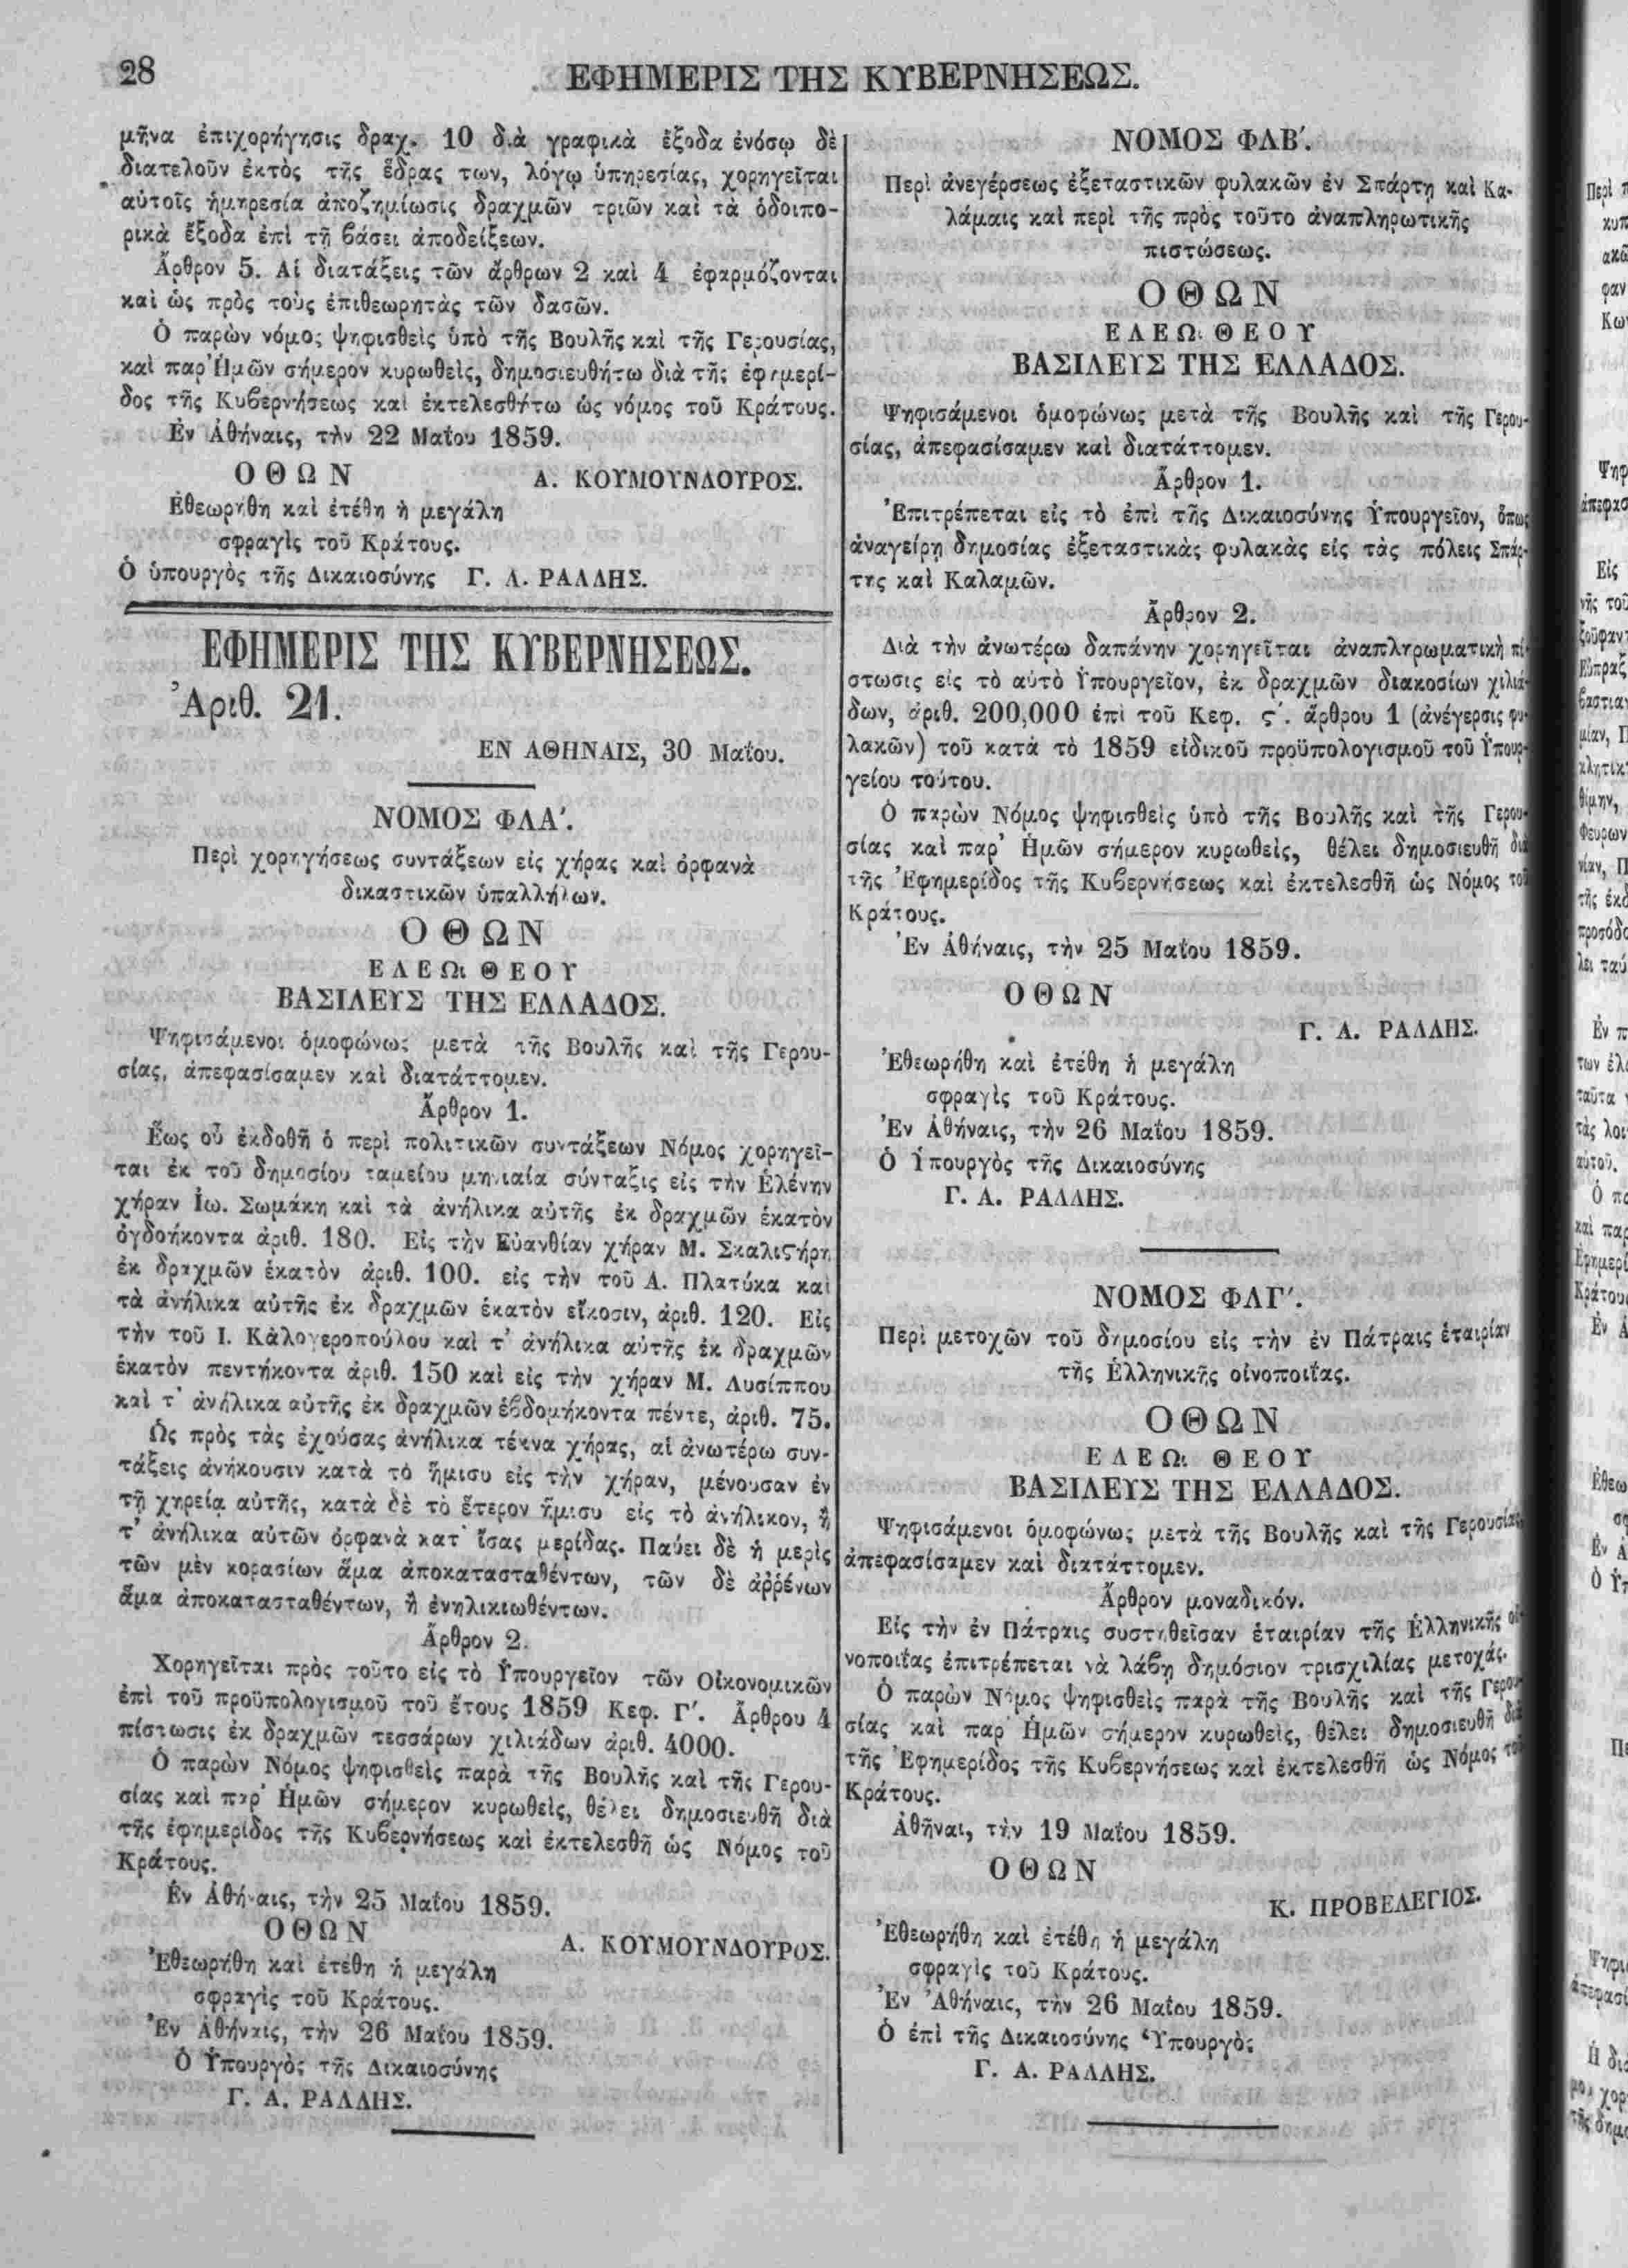 28
ΕΦΗΜΕΡΙΣ ΤΗΣ ΚΥΒΕΡΝΗΣΕΩΣ.
μῆνα ἐπιχορήγησις δραχ. 10 διὰ γραφικὰ ἔξοδα ἐνόσῳ δὲ
διατελοῦν ἐκτὸς τῆς ἕδρας των, λόγῳ ὑπηρεσίας, χορηγεῖται
αὐτοῖς ἡμηρεσία ἀποζημίωσις δραχμῶν τριῶν καὶ τὰ ὁδοιπο-
ρικὰ ἔξοδα ἐπὶ τῇ βάσει ἀποδείξεων.
Ἄρθρον 5. Αἱ διατάξεις τῶν ἄρθρων 2 καὶ 4 ἐφαρμόζονται
καὶ ὡς πρὸς τοὺς ἐπιθεωρητὰς τῶν δασῶν.
Ὁ παρὼν νόμος ψηφισθεὶς ὑπὸ τῆς Βουλῆς καὶ τῆς Γερουσίας,
καὶ παρ' Ἡμῶν σήμερον κυρωθεὶς, δημοσιευθήτω διὰ τῆς ἐφημερί-
δος τῆς Κυβερνήσεως καὶ ἐκτελεσθήτω ὡς νόμος τοῦ Κράτους.
Ἐν Ἀθήναις, τὴν 22 Μαΐου 1859.
ΟΘΩΝ
Α. ΚΟΥΜΟΥΝΔΟΥΡΟΣ.
Ἐθεωρήθη καὶ ἐτέθη ἡ μεγάλη
σφραγὶς τοῦ Κράτους.
Ὁ ὑπουργὸς τῆς Δικαιοσύνης Γ. Α. ΡΑΛΛΗΣ.
ΕΦΗΜΕΡΙΣ ΤΗΣ ΚΥΒΕΡΝΗΣΕΩΣ.
Ἀριθ. 21.
ΕΝ ΑΘΗΝΑΙΣ, 30 Μαΐου.
ΝΟΜΟΣ ΦΛΑ'.
Περὶ χορηγήσεως συντάξεων εἰς χήρας καὶ ὀρφανὰ
δικαστικῶν ὑπαλλήλων.
ΟΘΩΝ
ΕΛΕΩι ΘΕΟΥ
ΒΑΣΙΛΕΥΣ ΤΗΣ ΕΛΛΑΔΟΣ.
Ψηφισάμενοι ὁμοφώνως μετὰ τῆς Βουλῆς καὶ τῆς Γερου-
σίας, ἀπεφασίσαμεν καὶ διατάττομεν.
Ἄρθρον 1.
Ἕως οὗ ἐκδοθῇ ὁ περὶ πολιτικῶν συντάξεων Νόμος χορηγεῖ-
ται ἐκ τοῦ δημοσίου ταμείου μηνιαία σύνταξις εἰς τὴν Ἑλένην
χήραν Ἰω. Σωμάκη καὶ τὰ ἀνήλικα αὐτῆς ἐκ δραχμῶν ἑκατὸν
ὀγδοήκοντα ἀριθ. 180. Εἰς τὴν Εὐανθίαν χήραν Μ. Σκαλιστήρη
ἐκ δραχμῶν ἑκατὸν ἀριθ. 100. εἰς τὴν τοῦ Α. Πλατύκα καὶ
τὰ ἀνήλικα αὐτῆς ἐκ δραχμῶν ἑκατὸν εἴκοσιν, ἀριθ. 120. Εἰς
τὴν τοῦ Ι. Κάλογεροπούλου καὶ τ' ἀνήλικα αὐτῆς ἐκ δραχμῶν
ἑκατὸν πεντήκοντα ἀριθ. 150 καὶ εἰς τὴν χήραν Μ. Λυσίππου
καὶ τ' ἀνήλικα αὐτῆς ἐκ δραχμῶν ἑβδομήκοντα πέντε, ἀριθ. 75.
Ὡς πρὸς τὰς ἐχούσας ἀνήλικα τέκνα χήρας, αἱ ἀνωτέρω συν-
τάξεις ἀνήκουσιν κατὰ τὸ ἥμισυ εἰς τὴν χήραν, μένουσαν ἐν
τῇ χηρείᾳ αὐτῆς, κατὰ δὲ τὸ ἕτερον ἥμισυ εἰς τὸ ἀνήλικον, ἢ
τ' ἀνήλικα αὐτῶν ὀρφανὰ κατ' ἴσας μερίδας. Παύει δὲ ἡ μερὶς
τῶν μὲν κορασίων ἅμα ἀποκατασταθέντων, τῶν δὲ ἀῤῥένων
ἅμα ἀποκατασταθέντων, ἢ ἐνηλικιωθέντων.
Ἄρθρον 2.
Χορηγεῖται πρὸς τοῦτο εἰς τὸ Ὑπουργεῖον τῶν Οἰκονομικῶν
ἐπὶ τοῦ προϋπολογισμοῦ τοῦ ἔτους 1859 Κεφ. Γ'. Ἄρθρου 4
πίστωσις ἐκ δραχμῶν τεσσάρων χιλιάδων ἀριθ. 4000.
Ὁ παρὼν Νόμος ψηφισθεὶς παρὰ τῆς Βουλῆς καὶ τῆς Γερου-
σίας καὶ παρ' Ἡμῶν σήμερον κυρωθεὶς, θέλει δημοσιευθῆ διὰ
τῆς ἐφημερίδος τῆς Κυβερνήσεως καὶ ἐκτελεσθῆ ὡς Νόμος τοῦ
Κράτους.
Ἐν Ἀθήναις, τὴν 25 Μαΐου 1859.
ΟΘΩΝ
Α. ΚΟΥΜΟΥΝΔΟΥΡΟΣ.
Ἐθεωρήθη καὶ ἐτέθη ἡ μεγάλη
σφραγὶς τοῦ Κράτους.
Ἐν Ἀθήναις, τὴν 26 Μαΐου 1859.
Ὁ Ὑπουργὸς τῆς Δικαιοσύνης
Γ. Α. ΡΑΛΛΗΣ.
ΝΟΜΟΣ ΦΛΒ'.
Περὶ ἀνεγέρσεως ἐξεταστικῶν φυλακῶν ἐν Σπάρτῃ καὶ Κα-
λάμαις καὶ περὶ τῆς πρὸς τοῦτο ἀναπληρωτικῆς
πιστώσεως.
ΟΘΩΝ
ΕΛΕΩι ΘΕΟΥ
ΒΑΣΙΛΕΥΣ ΤΗΣ ΕΛΛΑΔΟΣ.
Ψηφισάμενοι ὁμοφώνως μετὰ τῆς Βουλῆς καὶ τῆς Γερου-
σίας, ἀπεφασίσαμεν καὶ διατάττομεν.
Ἄρθρον 1.
Ἐπιτρέπεται εἰς τὸ ἐπὶ τῆς Δικαιοσύνης Ὑπουργεῖον, ὅπως
ἀναγείρῃ δημοσίας ἐξεταστικὰς φυλακὰς εἰς τὰς πόλεις Σπάρ-
της καὶ Καλαμῶν.
Ἄρθρον 2.
Διὰ τὴν ἀνωτέρω δαπάνην χορηγεῖται ἀναπληρωματικὴ πί-
στωσις εἰς τὸ αὐτὸ Ὑπουργεῖον, ἐκ δραχμῶν διακοσίων χιλιά-
δων, ἀριθ. 200,000 ἐπὶ τοῦ Κεφ. ς'. ἄρθρου 1 (ἀνέγερσις φυ-
λακῶν) τοῦ κατὰ τὸ 1859 εἰδικοῦ προϋπολογισμοῦ τοῦ Ὑπουρ-
γείου τούτου.
Ὁ παρὼν Νόμος ψηφισθεὶς ὑπὸ τῆς Βουλῆς καὶ τῆς Γερου-
σίας καὶ παρ' Ἡμῶν σήμερον κυρωθεὶς, θέλει δημοσιευθῆ διὰ
τῆς Ἐφημερίδος τῆς Κυβερνήσεως καὶ ἐκτελεσθῆ ὡς Νόμος τοῦ
Κράτους.
Ἐν Ἀθήναις, τὴν 25 Μαΐου 1859.
ΟΘΩΝ
Γ. Α. ΡΑΛΛΗΣ.
Ἐθεωρήθη καὶ ἐτέθη ἡ μεγάλη
σφραγὶς τοῦ Κράτους.
Ἐν Ἀθήναις, τὴν 26 Μαΐου 1859.
Ὁ Ὑπουργὸς τῆς Δικαιοσύνης
Γ. Α. ΡΑΛΛΗΣ.
ΝΟΜΟΣ ΦΛΓ'.
Περὶ μετοχῶν τοῦ δημοσίου εἰς τὴν ἐν Πάτραις ἑταιρίαν
τῆς Ἑλληνικῆς οἰνοποιΐας.
ΟΘΩΝ
ΕΛΕΩι ΘΕΟΥ
ΒΑΣΙΛΕΥΣ ΤΗΣ ΕΛΛΑΔΟΣ.
Ψηφισάμενοι ὁμοφώνως μετὰ τῆς Βουλῆς καὶ τῆς Γερουσίας,
ἀπεφασίσαμεν καὶ διατάττομεν.
Ἄρθρον μοναδικόν.
Εἰς τὴν ἐν Πάτραις συστηθεῖσαν ἑταιρίαν τῆς Ἑλληνικῆς οἰ-
νοποιΐας ἐπιτρέπεται νὰ λάβῃ δημόσιον τρισχιλίας μετοχάς.
Ὁ παρὼν Νόμος ψηφισθεὶς παρὰ τῆς Βουλῆς καὶ τῆς Γερου-
σίας καὶ παρ' Ἡμῶν σήμερον κυρωθεὶς, θέλει δημοσιευθῆ διὰ
τῆς Ἐφημερίδος τῆς Κυβερνήσεως καὶ ἐκτελεσθῆ ὡς Νόμος τοῦ
Κράτους.
Ἀθῆναι, τὴν 19 Μαΐου 1859.
ΟΘΩΝ
Κ. ΠΡΟΒΕΛΕΓΙΟΣ.
Ἐθεωρήθη καὶ ἐτέθη ἡ μεγάλη
σφραγὶς τοῦ Κράτους.
Ἐν Ἀθήναις, τὴν 26 Μαΐου 1859.
Ὁ ἐπὶ τῆς Δικαιοσύνης Ὑπουργὸς
Γ. Α. ΡΑΛΛΗΣ.